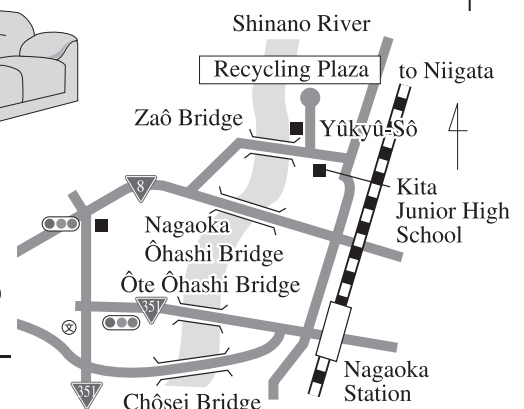 Shinano River
Recycling Plaza
to Niigata
Zaô Bridge
Yûkyû-Sô
8
Kita
Junior High
School
Nagaoka
Ôhashi Bridge
Ôte Ôhashi Bridge
351
文
Nagaoka
Station
351
Chôsei Bridge